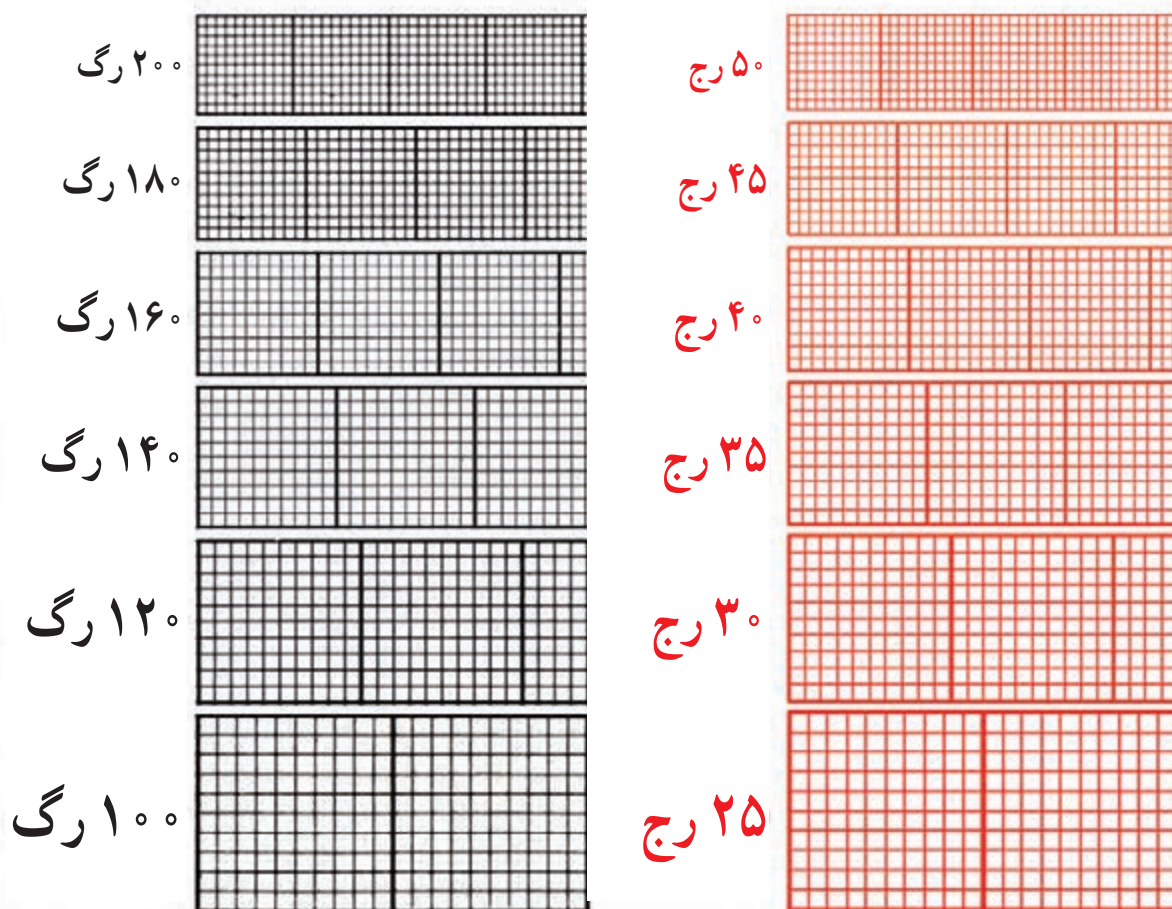 ۵۰ رج
۲۰۰ رگ
۴۵ رج
۱۸۰ رگ
۴۰ رج
۱۶۰ رگ
۳۵ رج
۱۴۰ رگ
۳۰ رج
۱۲۰ رگ
۲۵ رج
۱۰۰ رگ